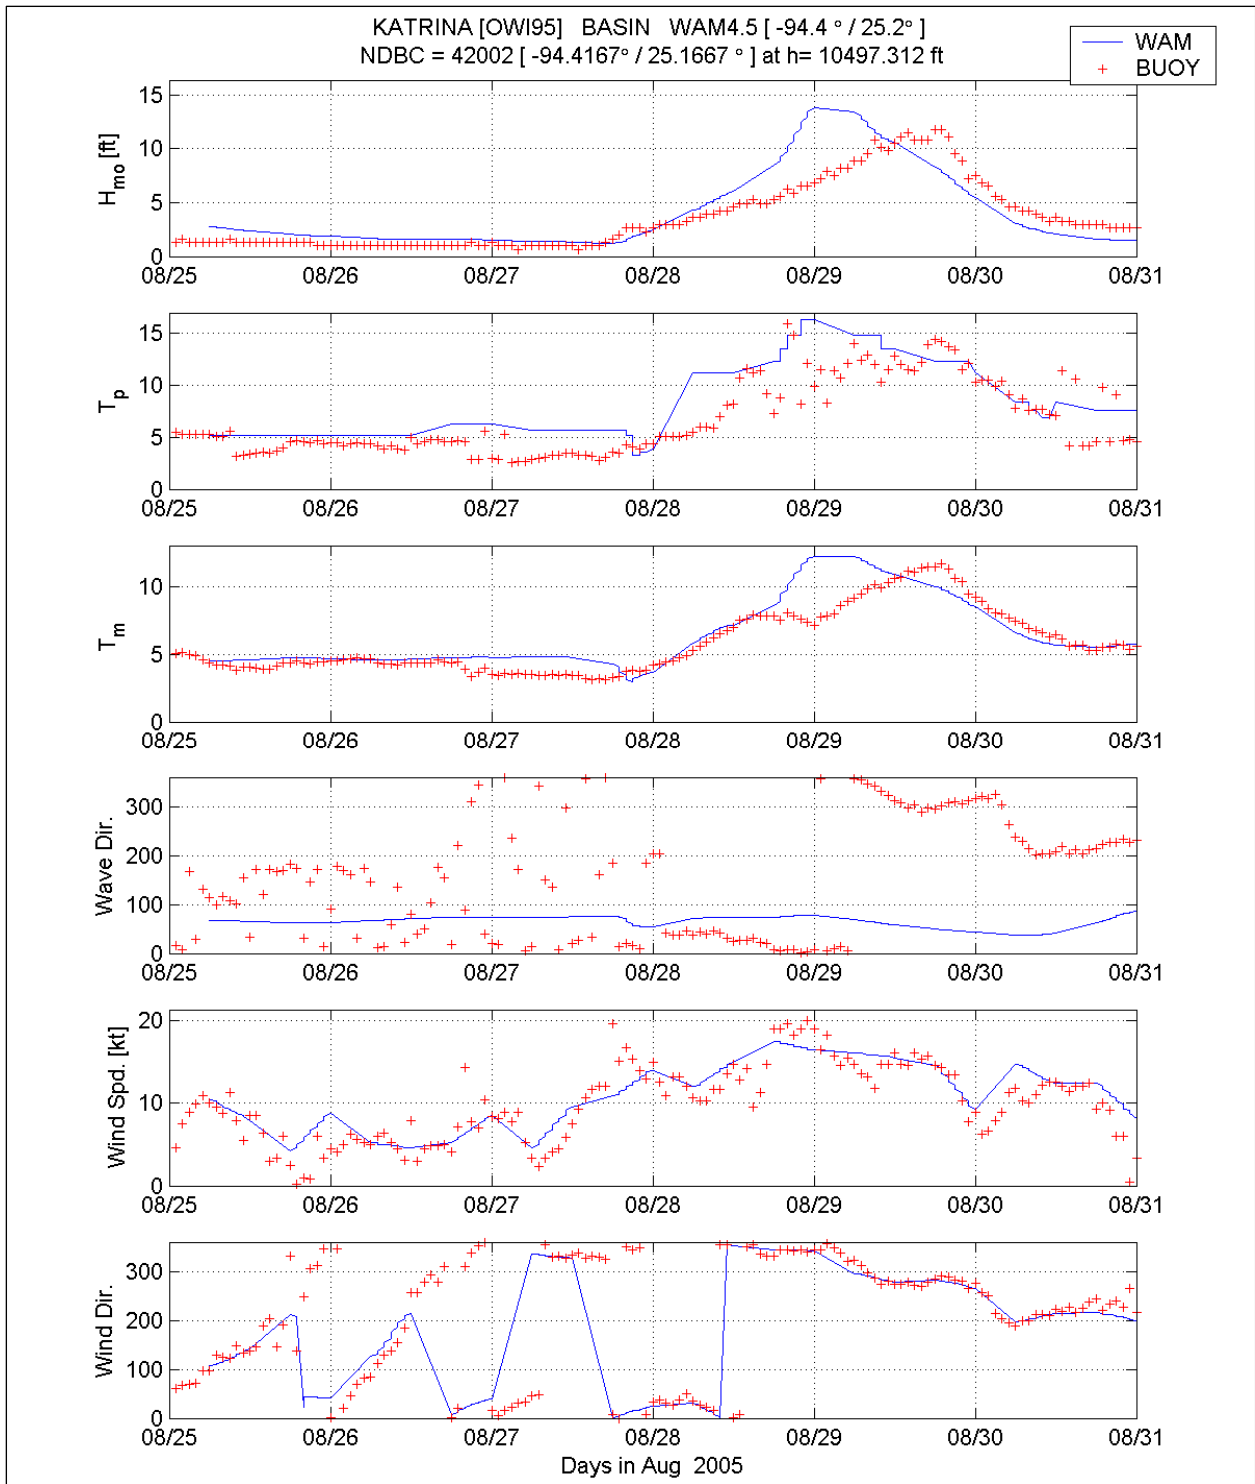 KATRINA [OWI95] BASIN WAM4.5 [ -94.4 ° / 25.2° ]
NDBC = 42002 [ -94.4167° / 25.1667 ° ] at h= 10497.312 ft
WAM
BUOY
H_mo [ft]
15
10
5
0
08/25 08/26 08/27 08/28 08/29 08/30 08/31
T_p
15
10
5
0
08/25 08/26 08/27 08/28 08/29 08/30 08/31
T_m
10
5
0
08/25 08/26 08/27 08/28 08/29 08/30 08/31
Wave Dir.
300
200
100
0
08/25 08/26 08/27 08/28 08/29 08/30 08/31
Wind Spd. [kt]
20
10
0
08/25 08/26 08/27 08/28 08/29 08/30 08/31
Wind Dir.
300
200
100
0
08/25 08/26 08/27 08/28 08/29 08/30 08/31
Days in Aug 2005